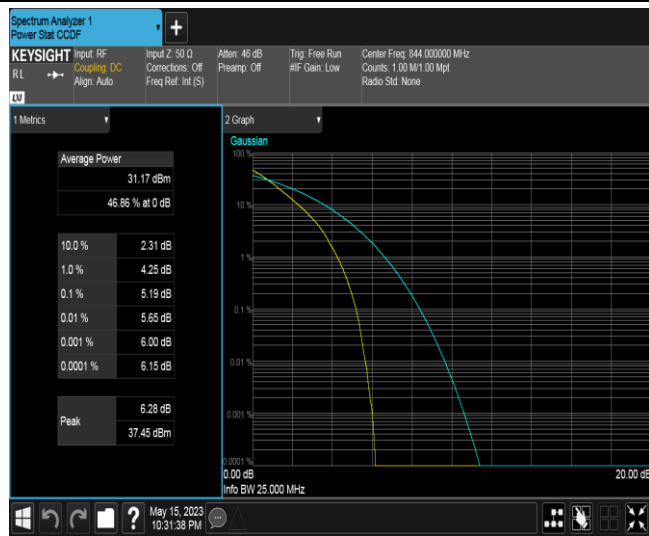 Spectrum Analyzer 1
Power Stat CCDF
+
KEYSIGHT
RL
LXI
Input: RF
Coupling: DC
Align: Auto
Input Z: 50 Ω
Corrections: Off
Freq Ref: Int (S)
Atten: 46 dB
Preamp: Off
Trig: Free Run
#IF Gain: Low
Center Freq: 844.000000 MHz
Counts: 1.00 M/1.00 Mpt
Radio Std: None
1 Metrics
Average Power
31.17 dBm
46.86 % at 0 dB
10.0 % 2.31 dB
1.0 % 4.25 dB
0.1 % 5.19 dB
0.01 % 5.65 dB
0.001 % 6.00 dB
0.0001 % 6.15 dB
Peak
6.28 dB
37.45 dBm
2 Graph
Gaussian
100 %
10 %
1 %
0.1 %
0.01 %
0.001 %
0.0001 %
0.00 dB
20.00 dB
Info BW 25.000 MHz
?
May 15, 2023
10:31:38 PM